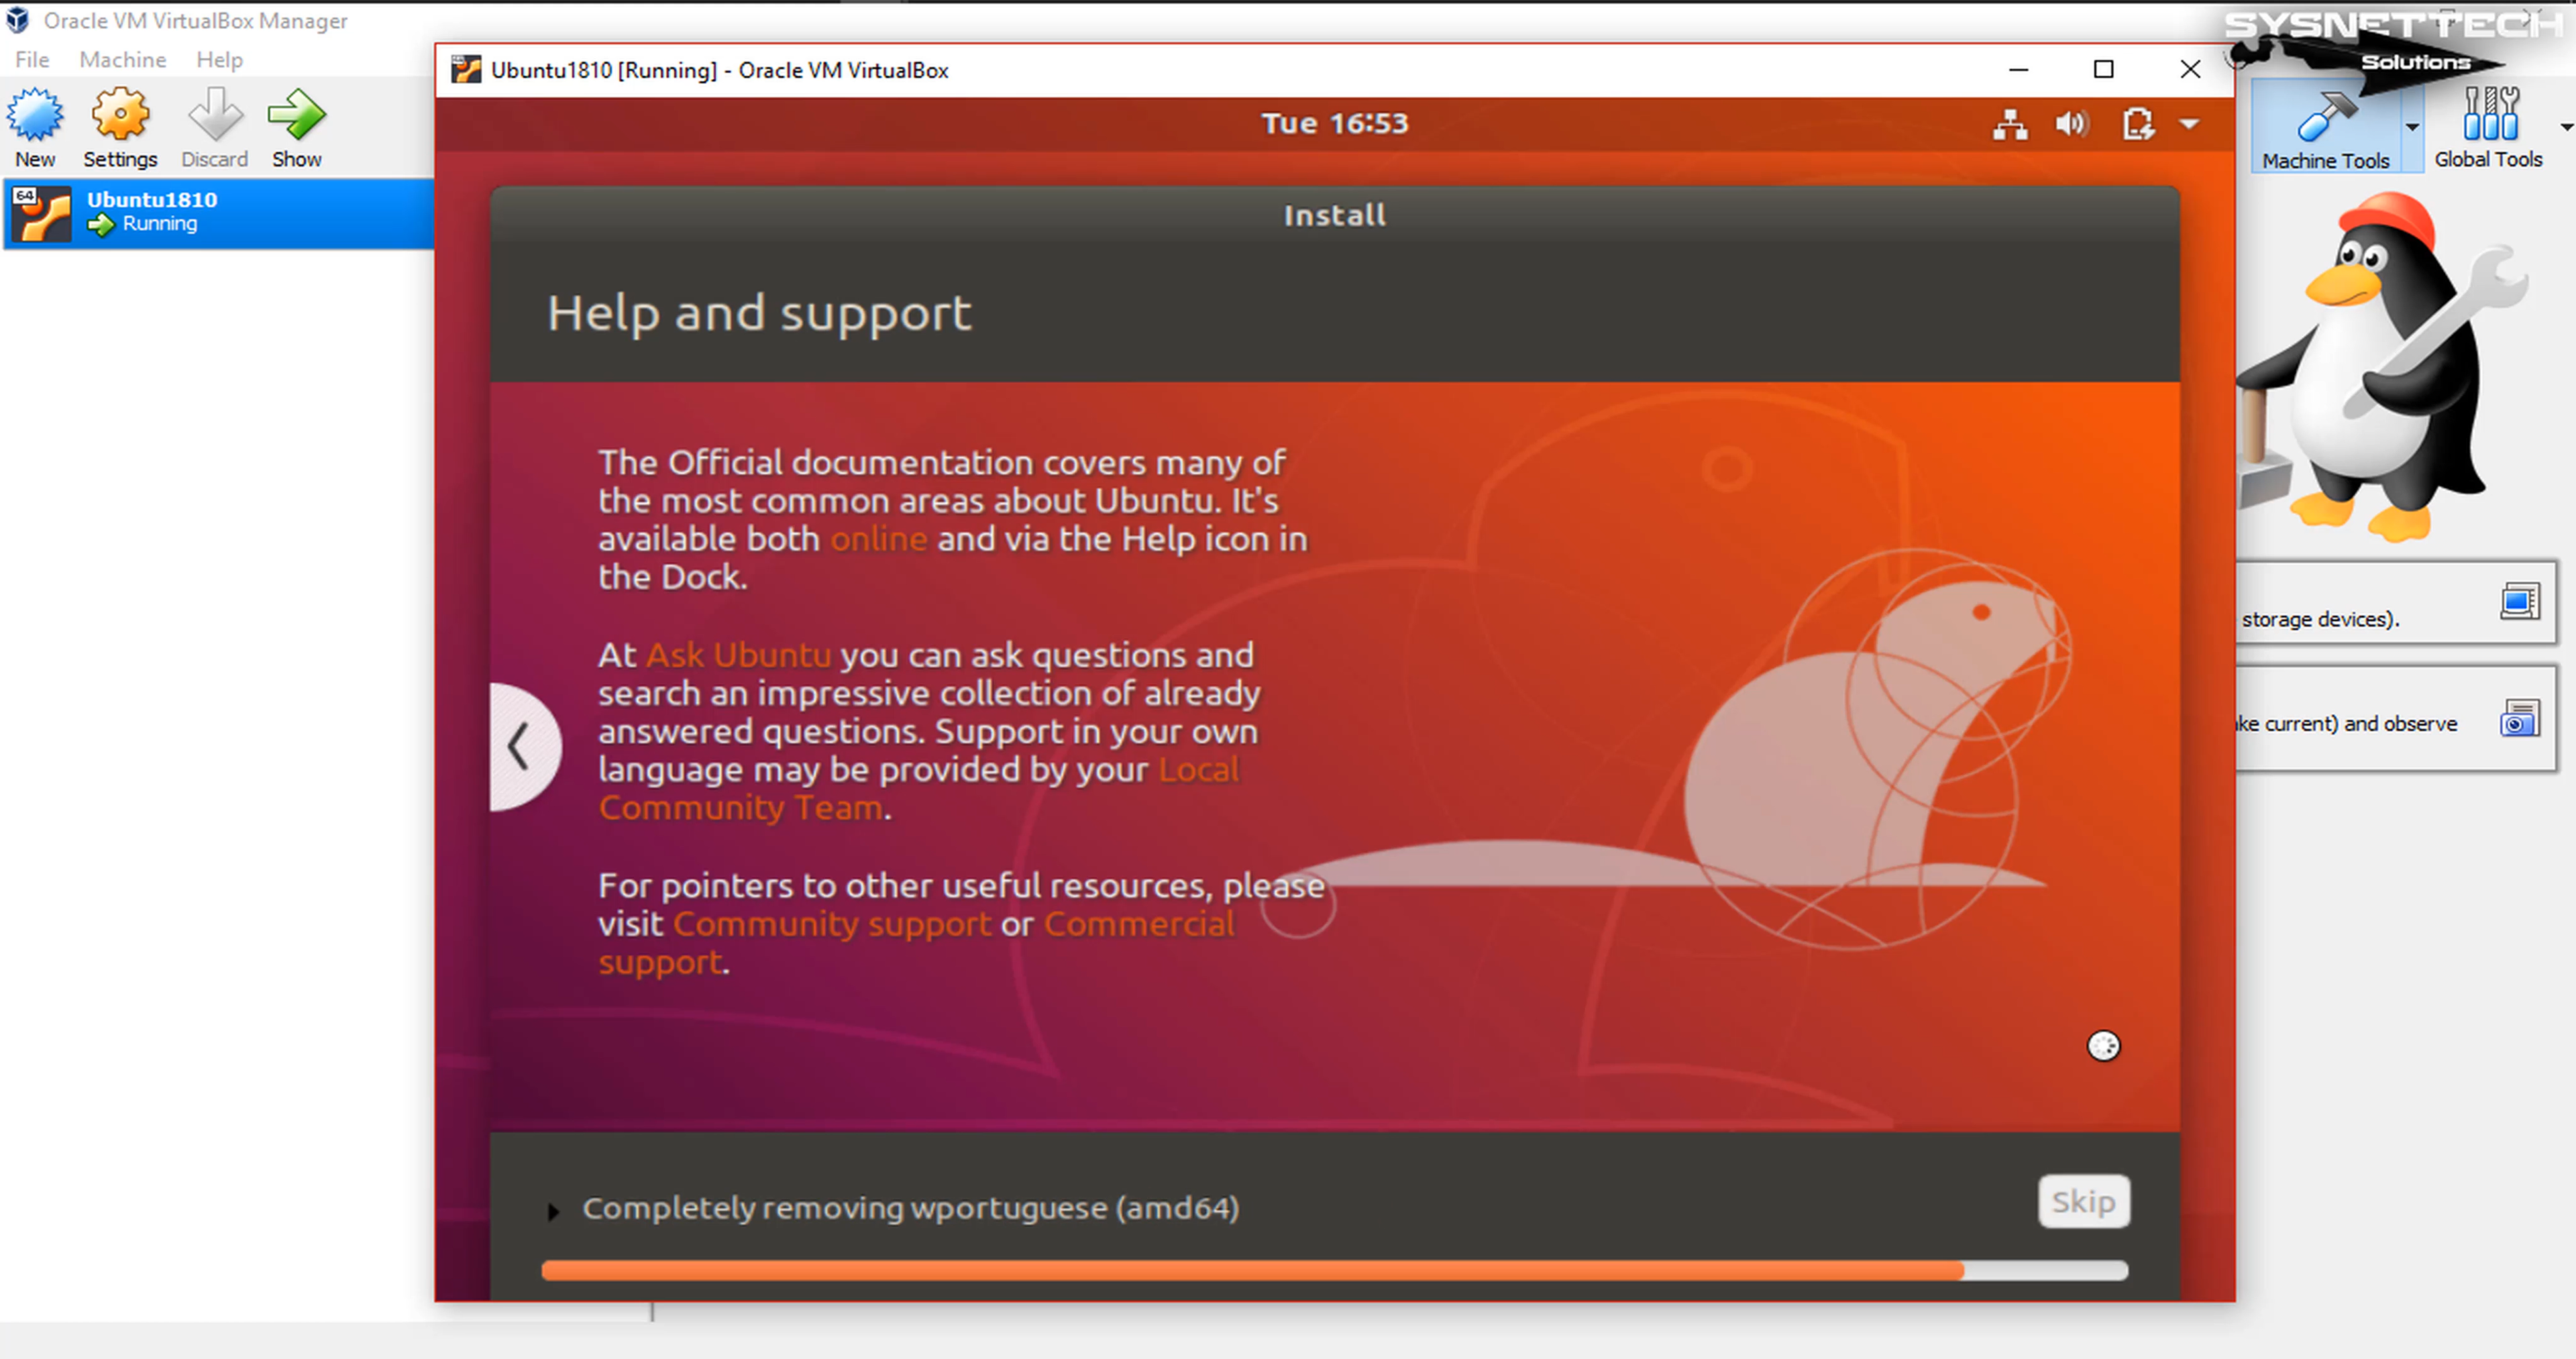 Oracle VM VirtualBox Manager
File Machine Help
New Settings Discard Show
64
Ubuntu1810
Running
Ubuntu1810 [Running] - Oracle VM VirtualBox
Tue 16:53
Install
Help and support
The Official documentation covers many of
the most common areas about Ubuntu. It's
available both online and via the Help icon in
the Dock.
At Ask Ubuntu you can ask questions and
search an impressive collection of already
answered questions. Support in your own
language may be provided by your Local
Community Team.
For pointers to other useful resources, please
visit Community support or Commercial
support.
Completely removing wportuguese (amd64)
Skip
SYSNETTECH
Solutions
Machine Tools Global Tools
storage devices).
current) and observe